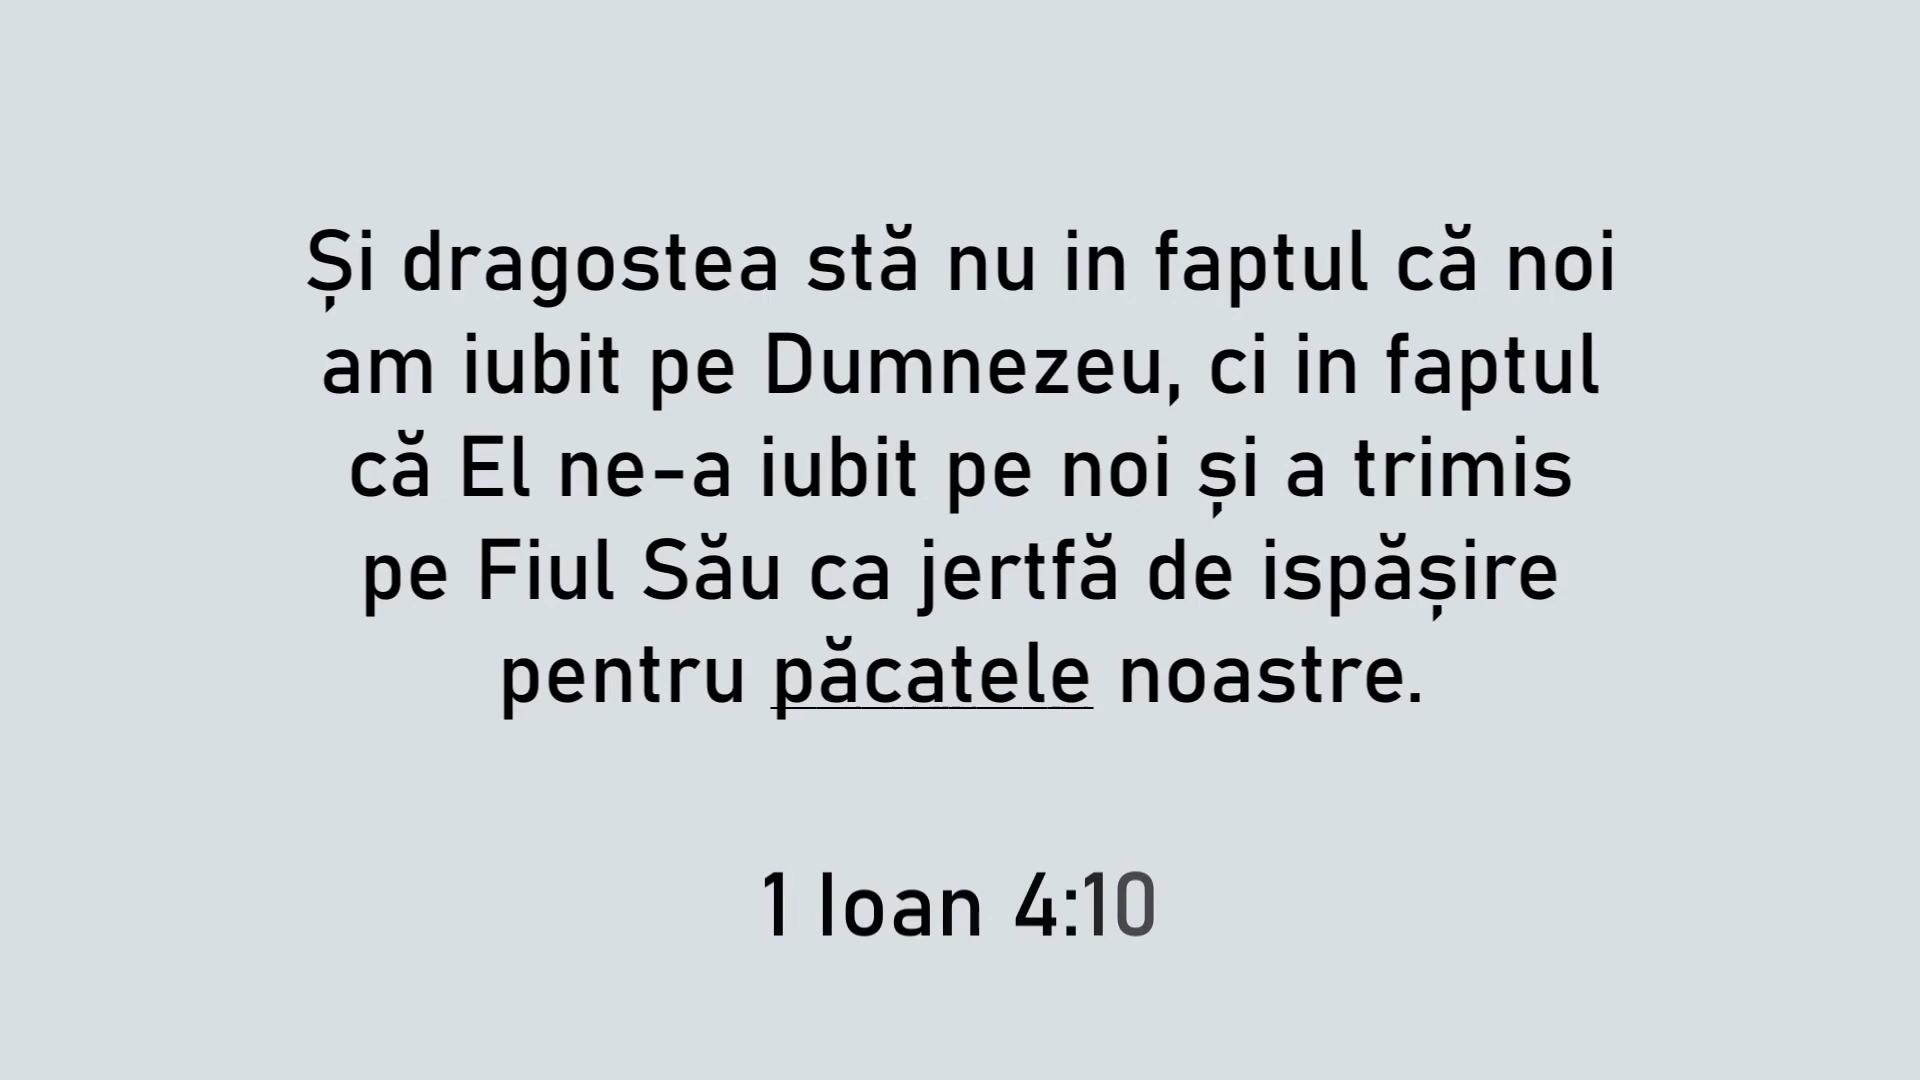 Și dragostea stă nu in faptul că noi
am iubit pe Dumnezeu, ci in faptul
că El ne-a iubit pe noi și a trimis
pe Fiul Său ca jertfă de ispășire
pentru păcatele noastre.
1 Ioan 4:10